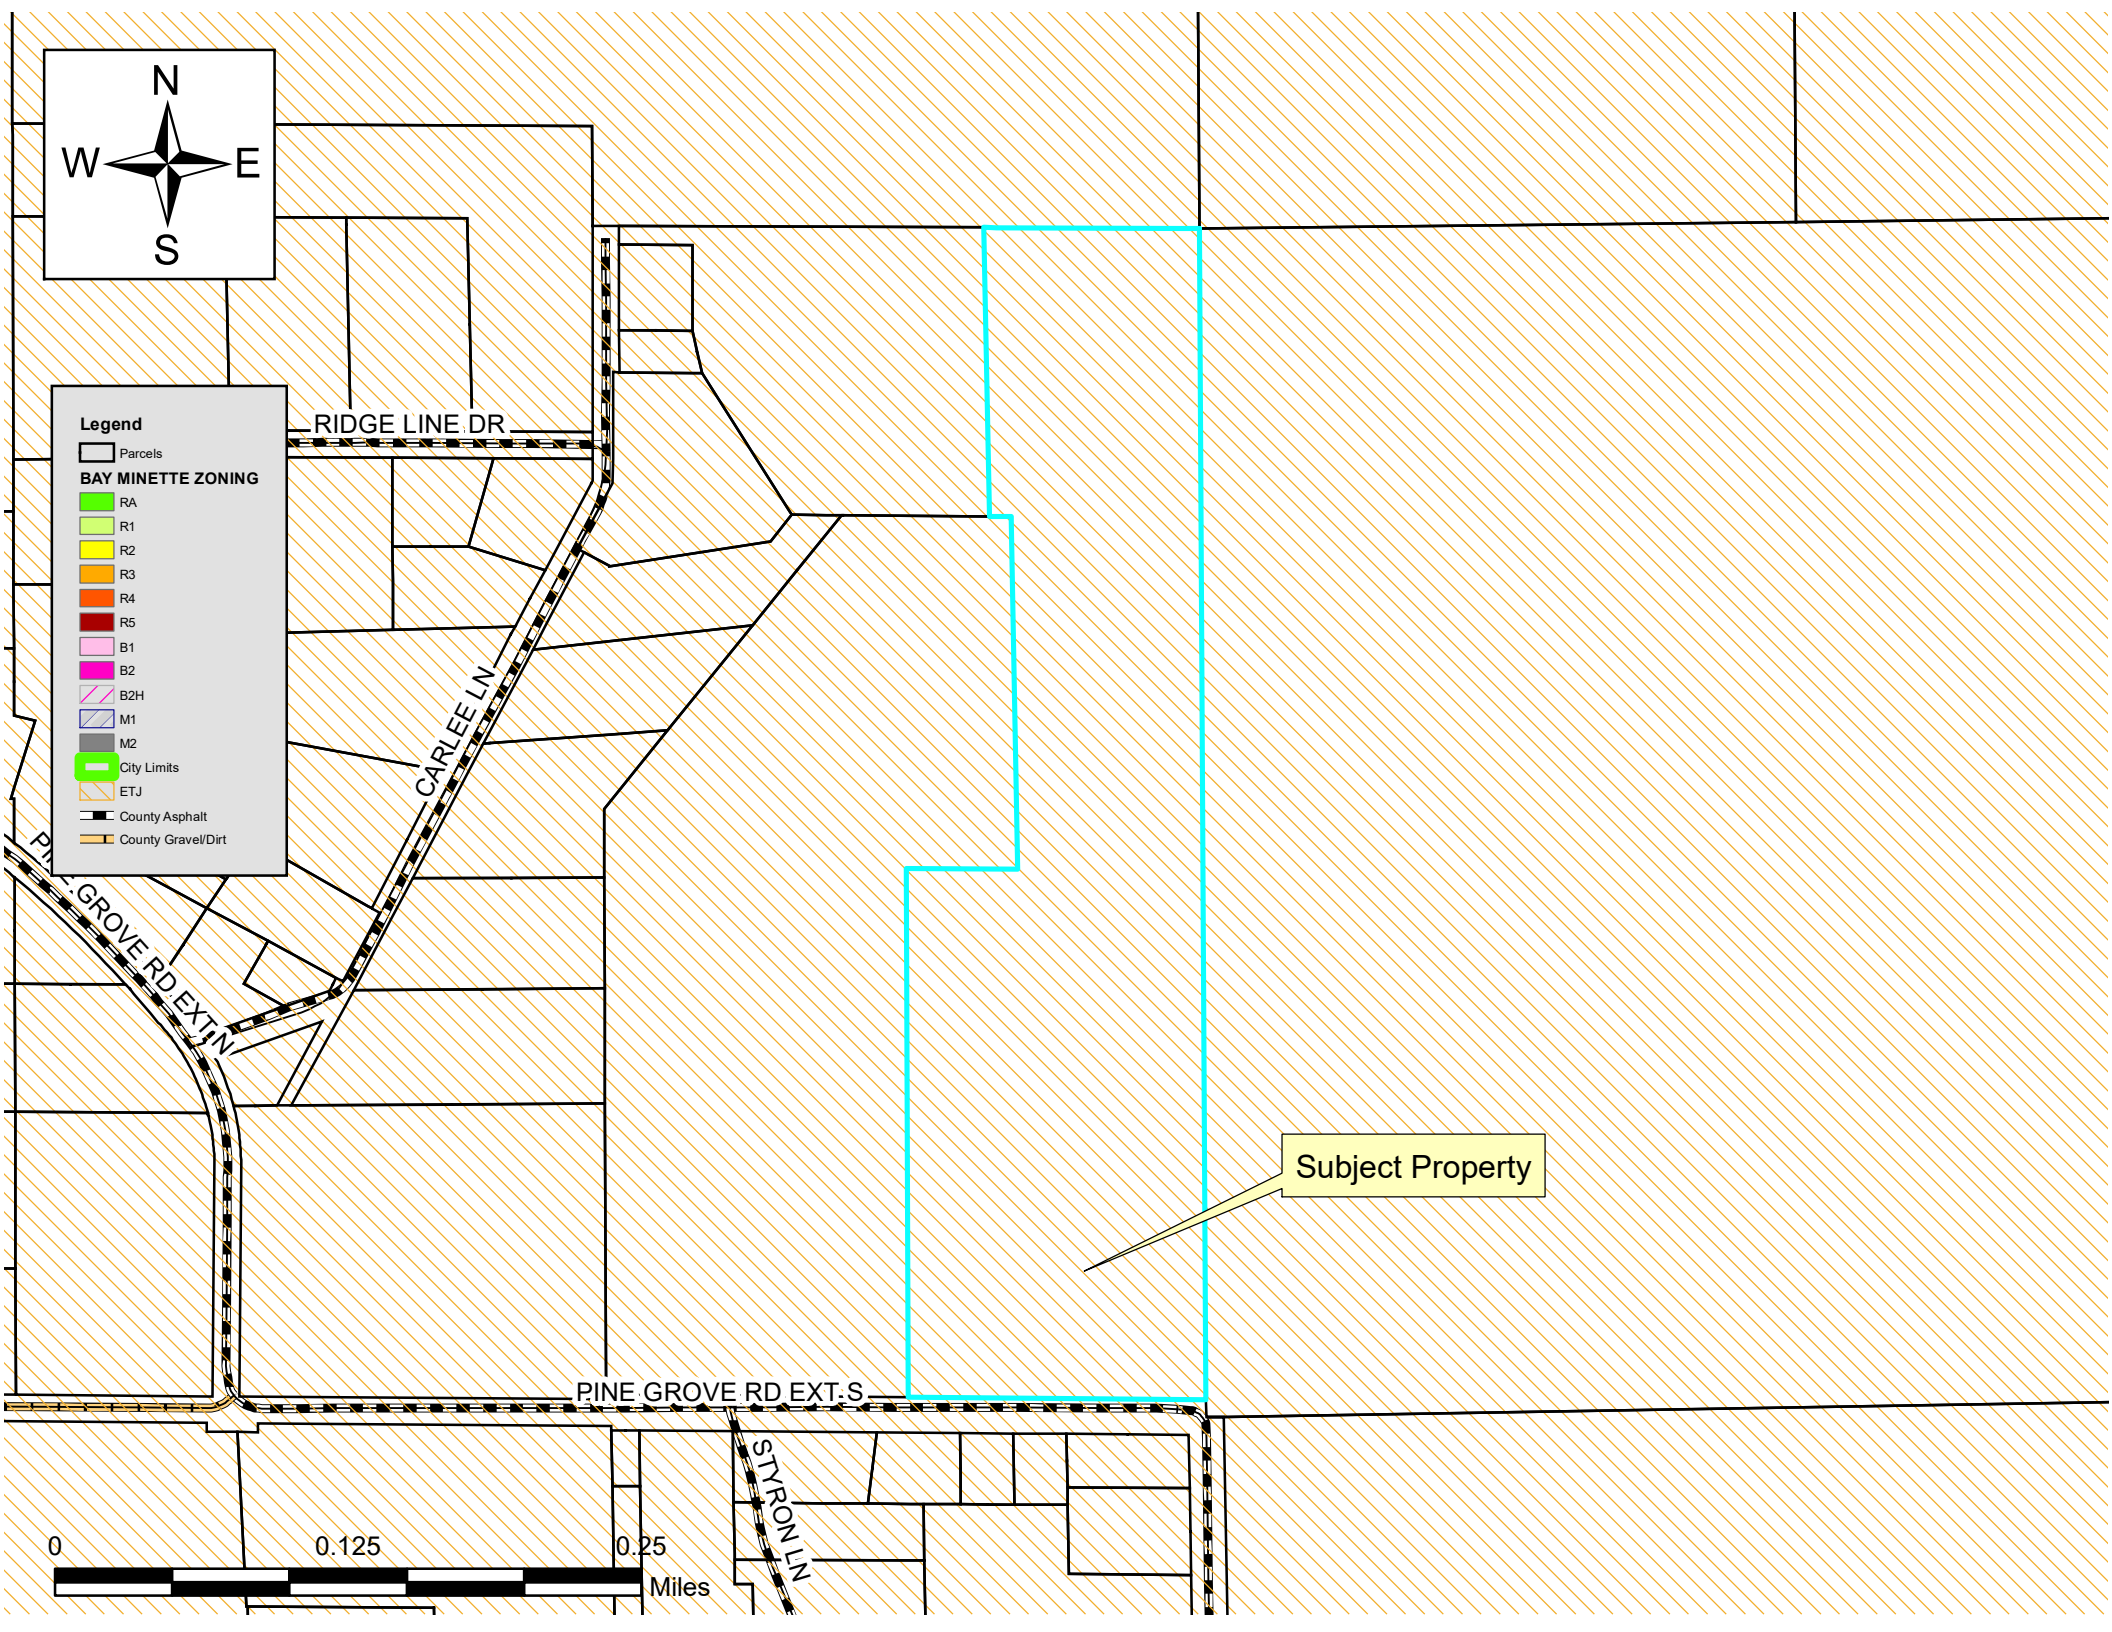 N
W E
S
RIDGE LINE DR
Legend
Parcels
BAY MINETTE ZONING
RA
R1
R2
R3
R4
R5
B1
B2
B2H
M1
M2
City Limits
ETJ
County Asphalt
County Gravel/Dirt
CARLEE LN
PINE GROVE RD EXT N
Subject Property
PINE GROVE RD EXT S
STYRON LN
0 0.125 0.25
Miles